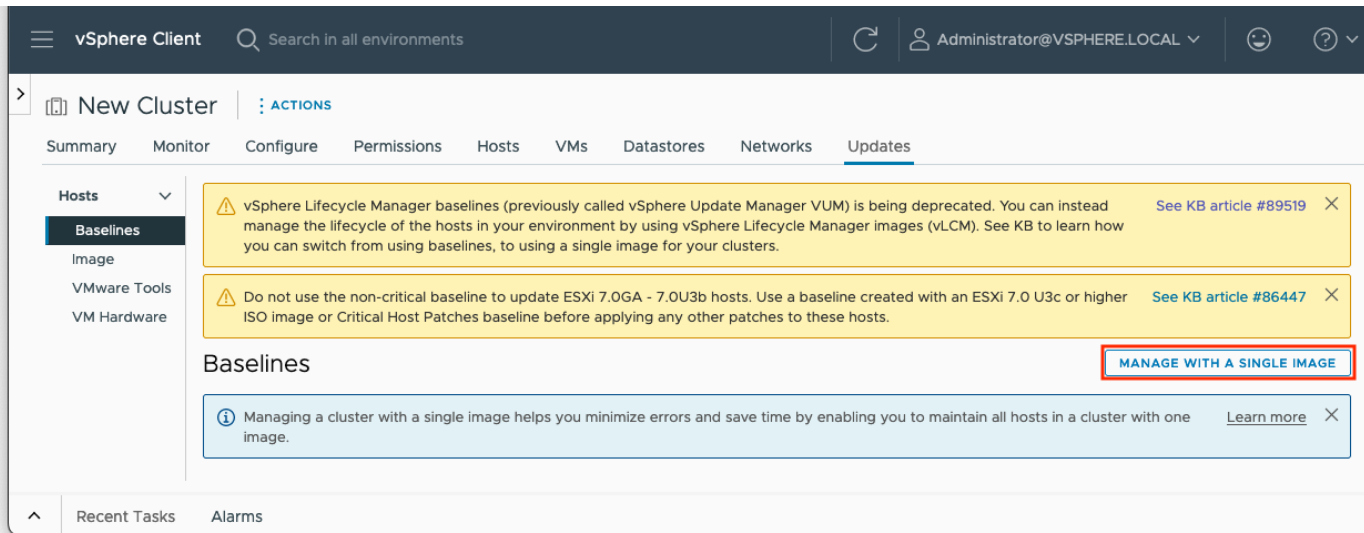 vSphere Client
Search in all environments
Administrator@VSPHERE.LOCAL
New Cluster
ACTIONS
Summary Monitor Configure Permissions Hosts VMs Datastores Networks Updates
Hosts
Baselines
Image
VMware Tools
VM Hardware
vSphere Lifecycle Manager baselines (previously called vSphere Update Manager VUM) is being deprecated. You can instead
manage the lifecycle of the hosts in your environment by using vSphere Lifecycle Manager images (vLCM). See KB to learn how
you can switch from using baselines, to using a single image for your clusters.
See KB article #89519
Do not use the non-critical baseline to update ESXi 7.0GA - 7.0U3b hosts. Use a baseline created with an ESXi 7.0 U3c or higher
ISO image or Critical Host Patches baseline before applying any other patches to these hosts.
See KB article #86447
Baselines
MANAGE WITH A SINGLE IMAGE
Managing a cluster with a single image helps you minimize errors and save time by enabling you to maintain all hosts in a cluster with one
image.
Learn more
Recent Tasks Alarms